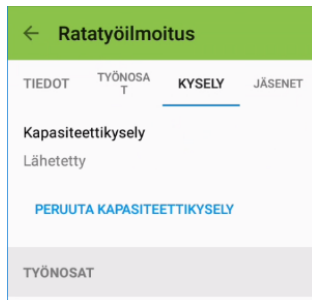 ← Ratatyöilmoitus
TIEDOT TYÖNOSA
T KYSELY JÄSENET
Kapasiteettikysely
Lähetetty
PERUUTA KAPASITEETTIKYSELY
TYÖNOSAT